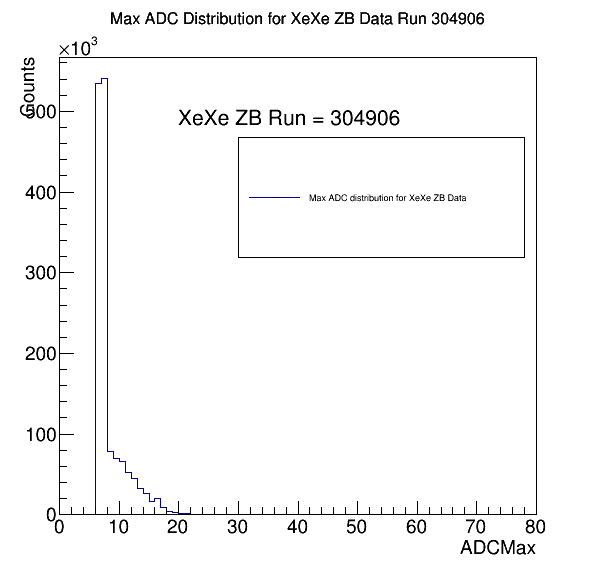 Max ADC Distribution for XeXe ZB Data Run 304906
×10³
Counts
XeXe ZB Run = 304906
Max ADC distribution for XeXe ZB Data
500
400
300
200
100
0
0 10 20 30 40 50 60 70 80
ADCMax